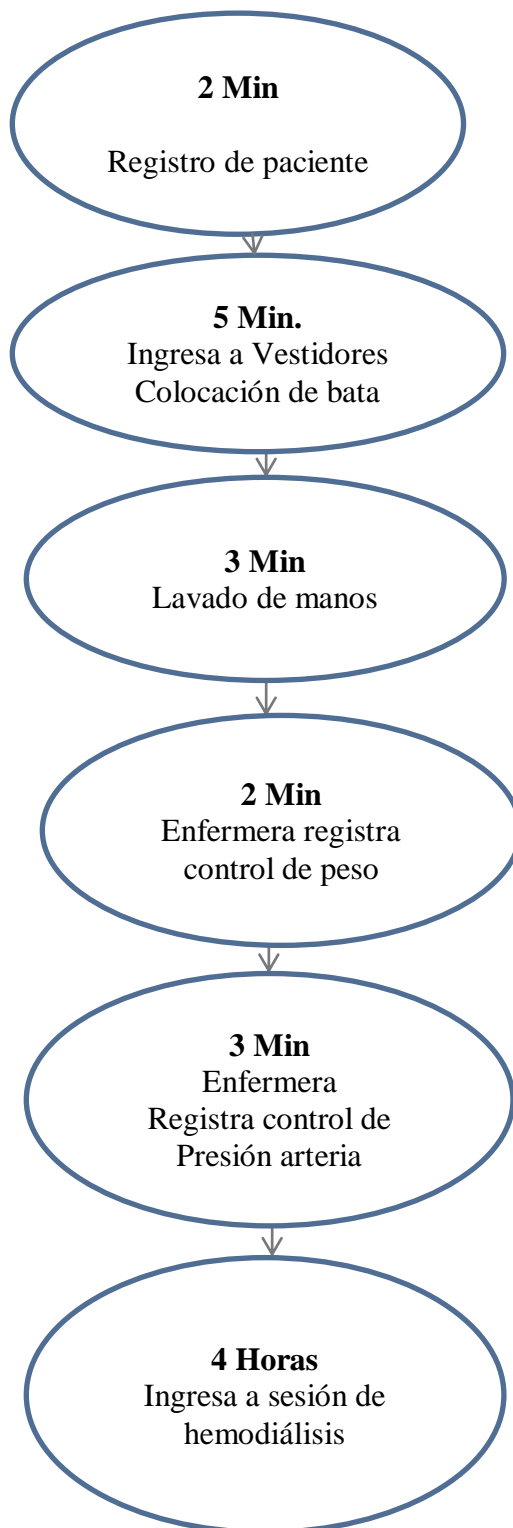 2 Min
Registro de paciente
5 Min.
Ingresa a Vestidores
Colocación de bata
3 Min
Lavado de manos
2 Min
Enfermera registra
control de peso
3 Min
Enfermera
Registra control de
Presión arteria
4 Horas
Ingresa a sesión de
hemodiálisis